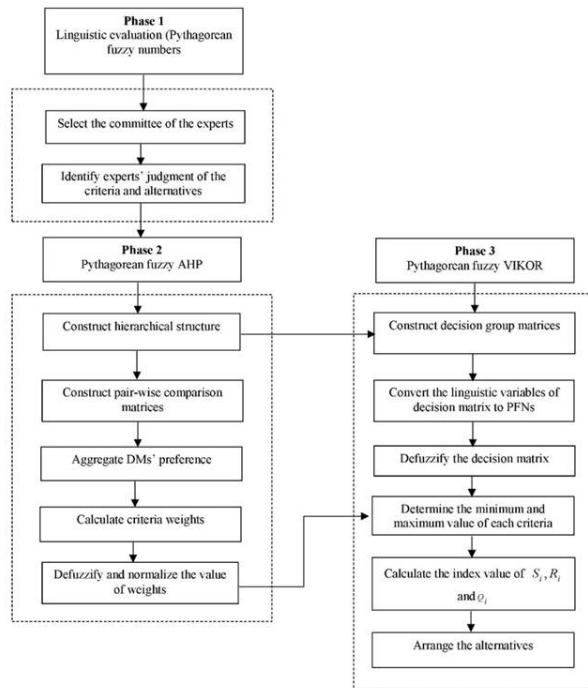 Phase 1
Linguistic evaluation (Pythagorean
fuzzy numbers
Select the committee of the experts
Identify experts' judgment of the
criteria and alternatives
Phase 2
Pythagorean fuzzy AHP
Construct hierarchical structure
Construct pair-wise comparison
matrices
Aggregate DMs' preference
Calculate criteria weights
Defuzzify and normalize the value
of weights
Phase 3
Pythagorean fuzzy VIKOR
Construct decision group matrices
Convert the linguistic variables of
decision matrix to PFNs
Defuzzify the decision matrix
Determine the minimum and
maximum value of each criteria
Calculate the index value of S_i, R_i
and Q_i
Arrange the alternatives